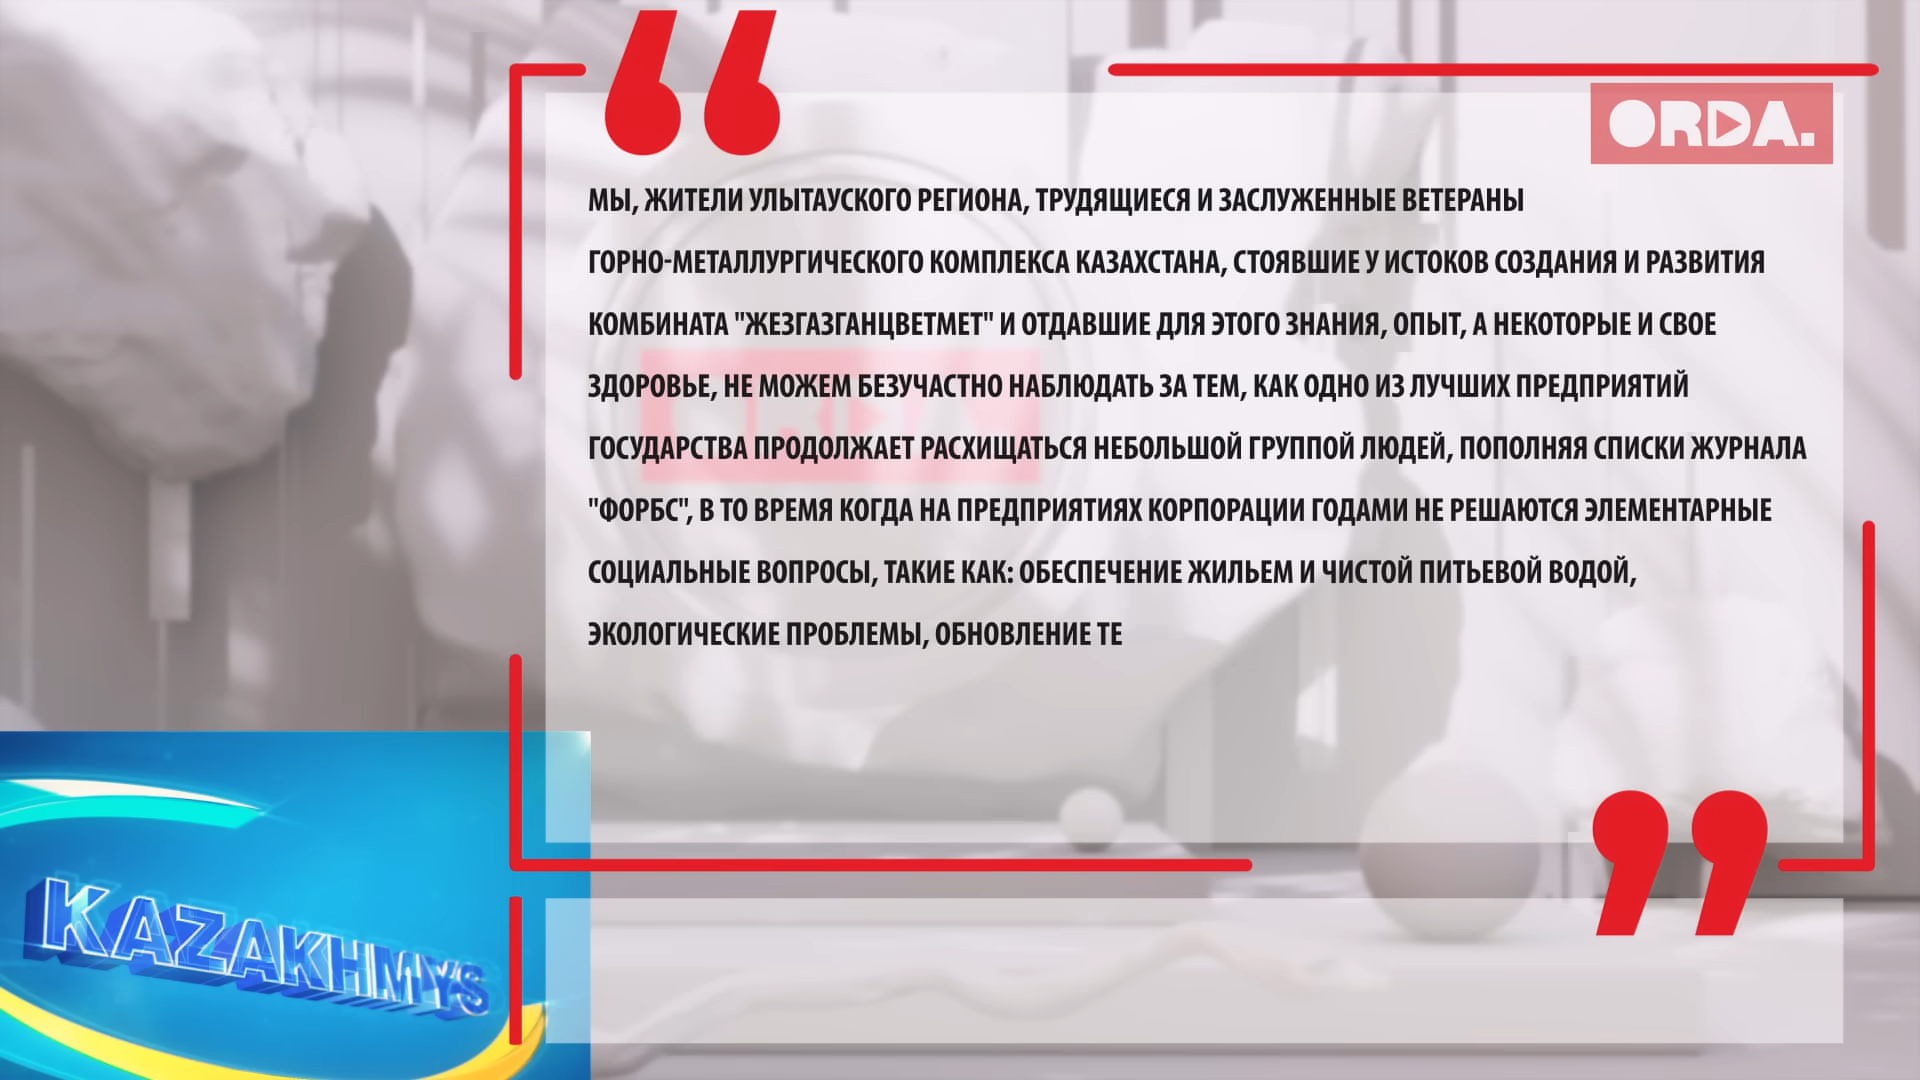 ORDA.
МЫ, ЖИТЕЛИ УЛЫТАУСКОГО РЕГИОНА, ТРУДЯЩИЕСЯ И ЗАСЛУЖЕННЫЕ ВЕТЕРАНЫ
ГОРНО-МЕТАЛЛУРГИЧЕСКОГО КОМПЛЕКСА КАЗАХСТАНА, СТОЯВШИЕ У ИСТОКОВ СОЗДАНИЯ И РАЗВИТИЯ
КОМБИНАТА "ЖЕЗГАЗГАНЦВЕТМЕТ" И ОТДАВШИЕ ДЛЯ ЭТОГО ЗНАНИЯ, ОПЫТ, А НЕКОТОРЫЕ И СВОЕ
ЗДОРОВЬЕ, НЕ МОЖЕМ БЕЗУЧАСТНО НАБЛЮДАТЬ ЗА ТЕМ, КАК ОДНО ИЗ ЛУЧШИХ ПРЕДПРИЯТИЙ
ГОСУДАРСТВА ПРОДОЛЖАЕТ РАСХИЩАТЬСЯ НЕБОЛЬШОЙ ГРУППОЙ ЛЮДЕЙ, ПОПОЛНЯЯ СПИСКИ ЖУРНАЛА
"ФОРБС", В ТО ВРЕМЯ КОГДА НА ПРЕДПРИЯТИЯХ КОРПОРАЦИИ ГОДАМИ НЕ РЕШАЮТСЯ ЭЛЕМЕНТАРНЫЕ
СОЦИАЛЬНЫЕ ВОПРОСЫ, ТАКИЕ КАК: ОБЕСПЕЧЕНИЕ ЖИЛЬЕМ И ЧИСТОЙ ПИТЬЕВОЙ ВОДОЙ,
ЭКОЛОГИЧЕСКИЕ ПРОБЛЕМЫ, ОБНОВЛЕНИЕ ТЕ
KAZAKHMYS